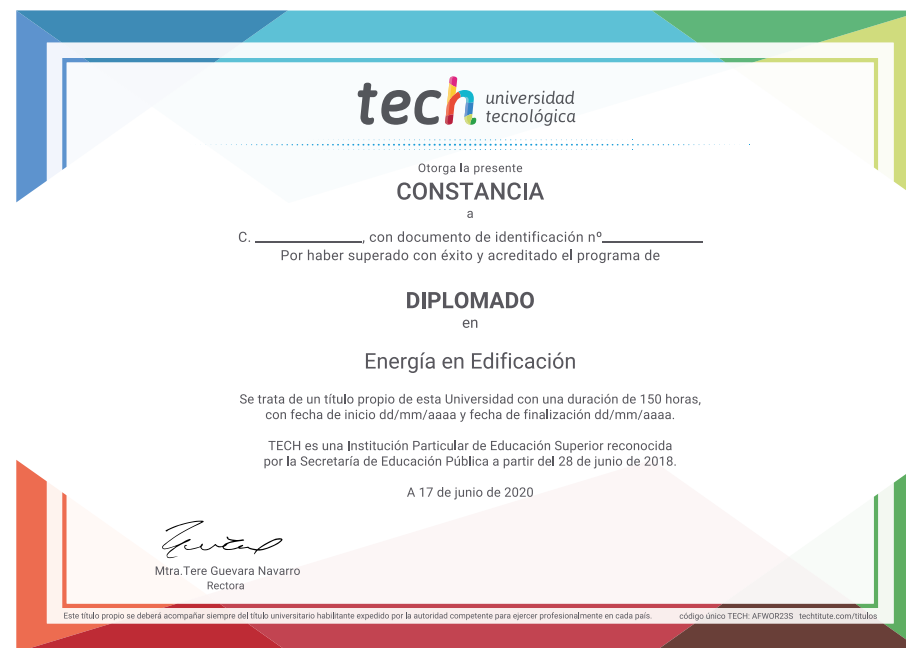 tech universidad
tecnológica
Otorga la presente
CONSTANCIA
a
C. ______________, con documento de identificación nº_____________
Por haber superado con éxito y acreditado el programa de
DIPLOMADO
en
Energía en Edificación
Se trata de un título propio de esta Universidad con una duración de 150 horas,
con fecha de inicio dd/mm/aaaa y fecha de finalización dd/mm/aaaa.
TECH es una Institución Particular de Educación Superior reconocida
por la Secretaría de Educación Pública a partir del 28 de junio de 2018.
A 17 de junio de 2020
Mtra.Tere Guevara Navarro
Rectora
Este título propio se deberá acompañar siempre del título universitario habilitante expedido por la autoridad competente para ejercer profesionalmente en cada país. código único TECH: AFWOR23S techtitute.com/titulos